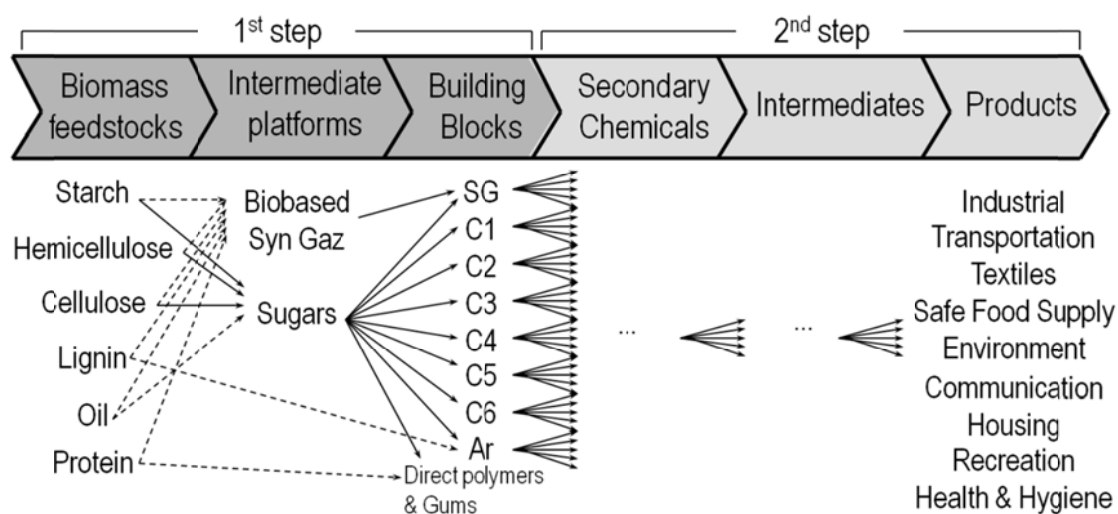 1st step
2nd step
Biomass
feedstocks
Intermediate
platforms
Building
Blocks
Secondary
Chemicals
Intermediates
Products
Starch
Hemicellulose
Cellulose
Lignin
Oil
Protein
Biobased
Syn Gaz
Sugars
SG
C1
C2
C3
C4
C5
C6
Ar
Direct polymers
& Gums
...
...
Industrial
Transportation
Textiles
Safe Food Supply
Environment
Communication
Housing
Recreation
Health & Hygiene